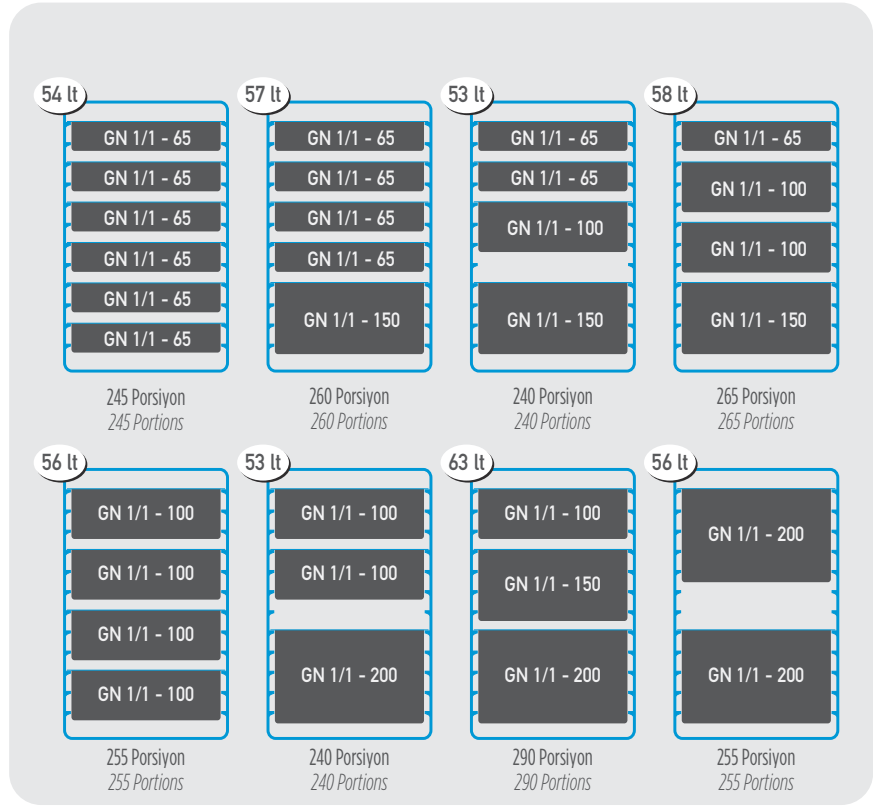 54 lt
GN 1/1 - 65
GN 1/1 - 65
GN 1/1 - 65
GN 1/1 - 65
GN 1/1 - 65
GN 1/1 - 65
245 Porsiyon
245 Portions
57 lt
GN 1/1 - 65
GN 1/1 - 65
GN 1/1 - 65
GN 1/1 - 65
GN 1/1 - 150
260 Porsiyon
260 Portions
53 lt
GN 1/1 - 65
GN 1/1 - 65
GN 1/1 - 100
GN 1/1 - 150
240 Porsiyon
240 Portions
58 lt
GN 1/1 - 65
GN 1/1 - 100
GN 1/1 - 100
GN 1/1 - 150
265 Porsiyon
265 Portions
56 lt
GN 1/1 - 100
GN 1/1 - 100
GN 1/1 - 100
GN 1/1 - 100
255 Porsiyon
255 Portions
53 lt
GN 1/1 - 100
GN 1/1 - 100
GN 1/1 - 200
240 Porsiyon
240 Portions
63 lt
GN 1/1 - 100
GN 1/1 - 150
GN 1/1 - 200
290 Porsiyon
290 Portions
56 lt
GN 1/1 - 200
GN 1/1 - 200
255 Porsiyon
255 Portions